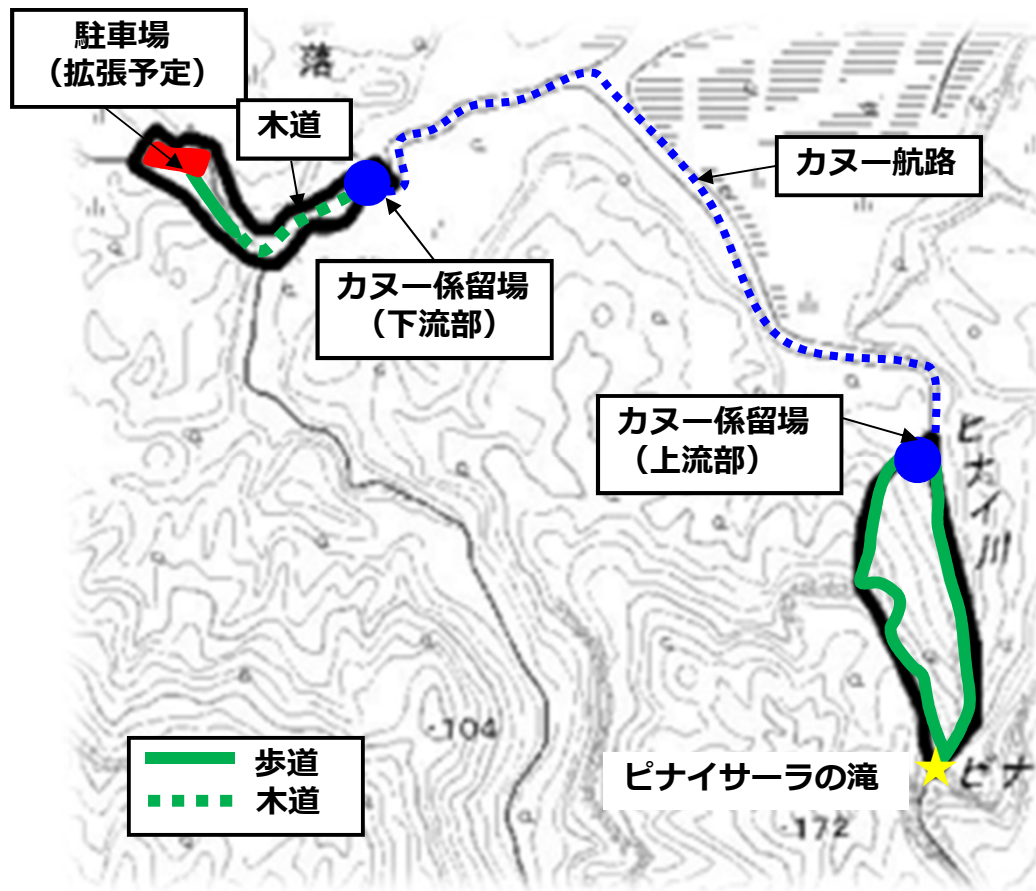 駐車場
（拡張予定）
落
木道
カヌー航路
カヌー係留場
（下流部）
カヌー係留場
（上流部）
ヒナイ川
・104
歩道
木道
ピナイサーラの滝
ピナ
・172